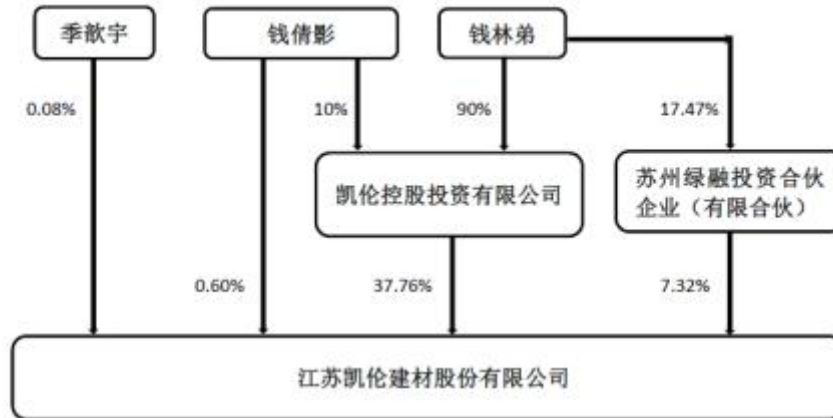 季歆宇
钱倩影
钱林弟
0.08%
10%
90%
17.47%
凯伦控股投资有限公司
苏州绿融投资合伙
企业（有限合伙）
0.60%
37.76%
7.32%
江苏凯伦建材股份有限公司